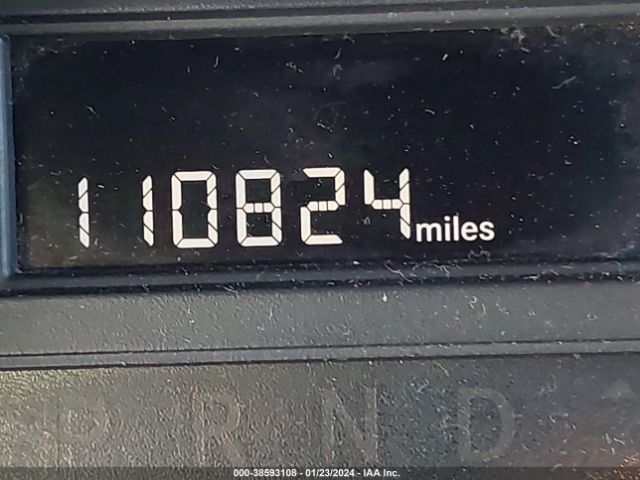 110824 miles
P R N D
000-38593108 - 01/23/2024 - IAA Inc.